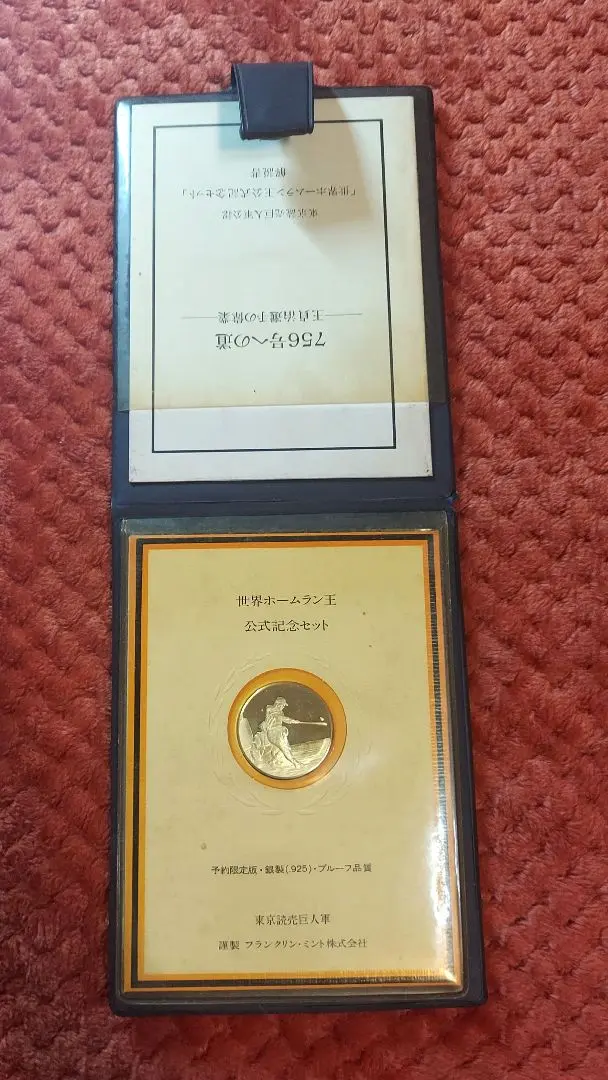 756号への道
——王貞治選手の偉業——
東京読売巨人軍公認
「世界ホームラン王公式記念セット」
解説書
世界ホームラン王
公式記念セット
予約限定版・銀製(.925)・プルーフ品質
東京読売巨人軍
謹製 フランクリン・ミント株式会社